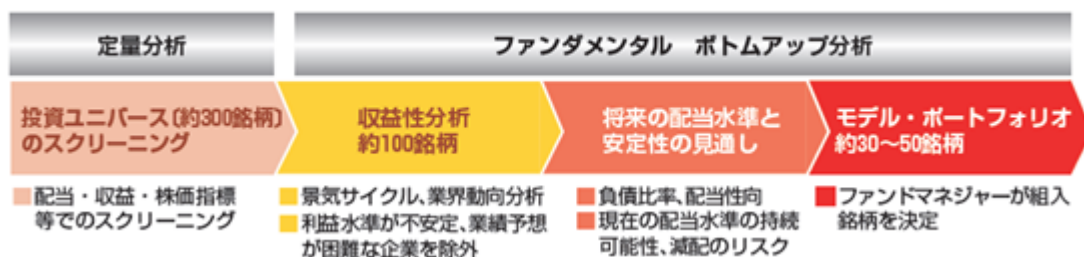 定量分析
ファンダメンタル ボトムアップ分析
投資ユニバース(約300銘柄)
のスクリーニング
収益性分析
約100銘柄
将来の配当水準と
安定性の見通し
モデル・ポートフォリオ
約30～50銘柄
配当・収益・株価指標
等でのスクリーニング
景気サイクル、業界動向分析
利益水準が不安定、業績予想
が困難な企業を除外
負債比率、配当性向
現在の配当水準の持続
可能性、減配のリスク
ファンドマネジャーが組入
銘柄を決定